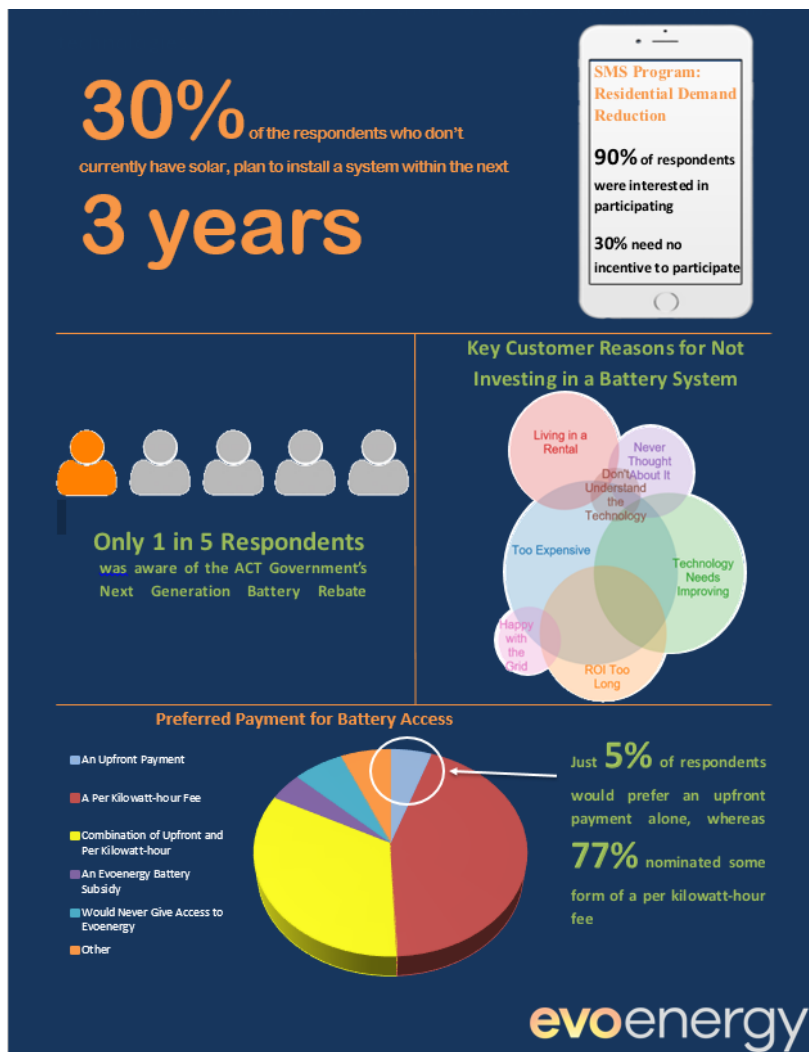 30% of the respondents who don't
currently have solar, plan to install a system within the next
3 years
SMS Program:
Residential Demand
Reduction
90% of respondents
were interested in
participating
30% need no
incentive to participate
Only 1 in 5 Respondents
was aware of the ACT Government's
Next Generation Battery Rebate
Key Customer Reasons for Not
Investing in a Battery System
Living in a
Rental
Never
Thought
About It
Don't
Understand
the
Technology
Too Expensive
Technology
Needs
Improving
Happy
with
the
Grid
ROI Too
Long
Preferred Payment for Battery Access
An Upfront Payment
A Per Kilowatt-hour Fee
Combination of Upfront and
Per Kilowatt-hour
An Evoenergy Battery
Subsidy
Would Never Give Access to
Evoenergy
Other
Just 5% of respondents
would prefer an upfront
payment alone, whereas
77% nominated some
form of a per kilowatt-hour
fee
evoenergy